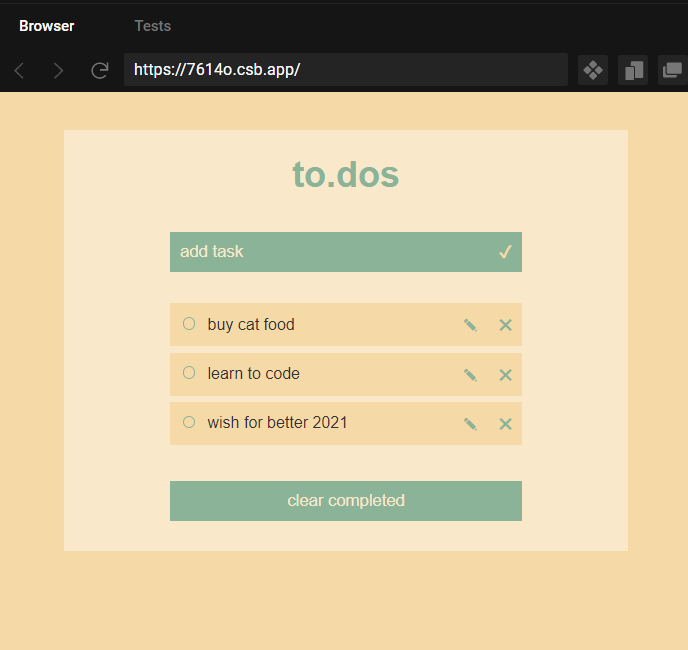 Browser Tests
https://7614o.csb.app/
to.dos
add task
buy cat food
learn to code
wish for better 2021
clear completed